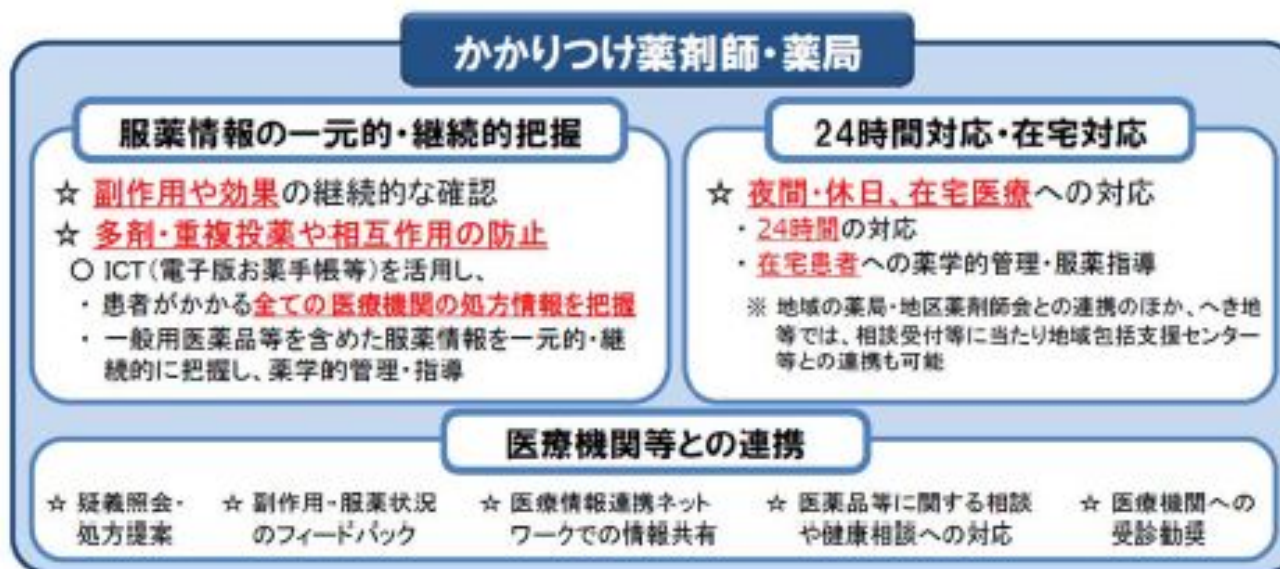 かかりつけ薬剤師・薬局
服薬情報の一元的・継続的把握
☆ 副作用や効果の継続的な確認
☆ 多剤・重複投薬や相互作用の防止
○ ICT(電子版お薬手帳等)を活用し、
・ 患者がかかる全ての医療機関の処方情報を把握
・ 一般用医薬品等を含めた服薬情報を一元的・継
続的に把握し、薬学的管理・指導
24時間対応・在宅対応
☆ 夜間・休日、在宅医療への対応
・ 24時間の対応
・ 在宅患者への薬学的管理・服薬指導
※ 地域の薬局・地区薬剤師会との連携のほか、へき地
等では、相談受付等に当たり地域包括支援センター
等との連携も可能
医療機関等との連携
☆ 疑義照会・
処方提案
☆ 副作用・服薬状況
のフィードバック
☆ 医療情報連携ネット
ワークでの情報共有
☆ 医薬品等に関する相談
や健康相談への対応
☆ 医療機関への
受診勧奨